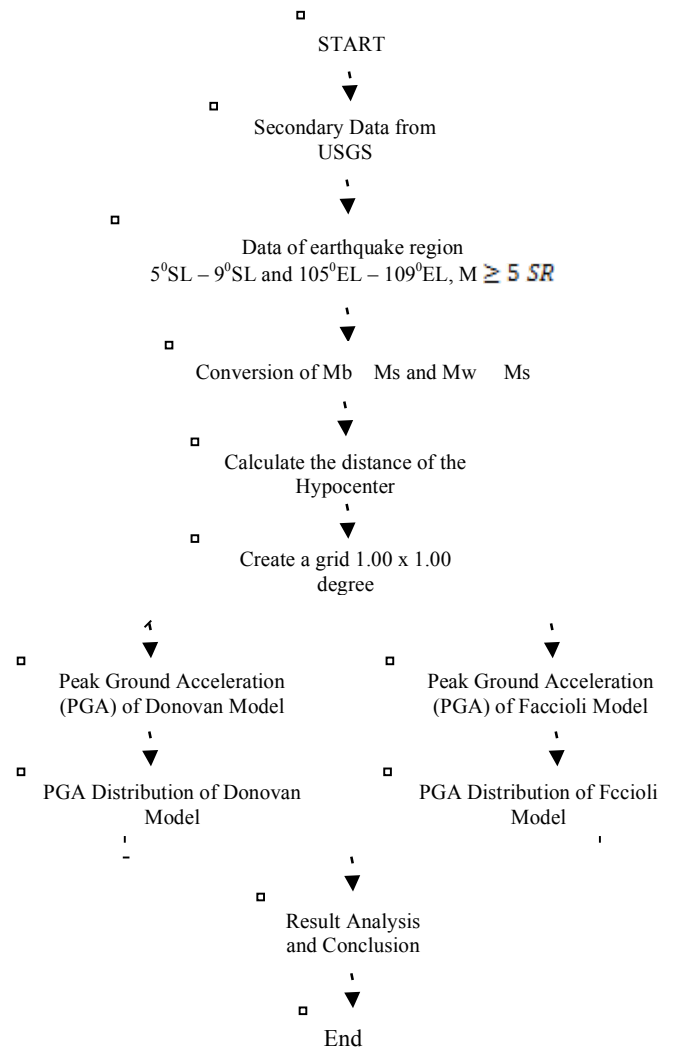 START
Secondary Data from
USGS
Data of earthquake region
5⁰SL – 9⁰SL and 105⁰EL – 109⁰EL, M ≥ 5 SR
Conversion of Mb Ms and Mw Ms
Calculate the distance of the
Hypocenter
Create a grid 1.00 x 1.00
degree
Peak Ground Acceleration
(PGA) of Donovan Model
Peak Ground Acceleration
(PGA) of Faccioli Model
PGA Distribution of Donovan
Model
PGA Distribution of Fccioli
Model
Result Analysis
and Conclusion
End